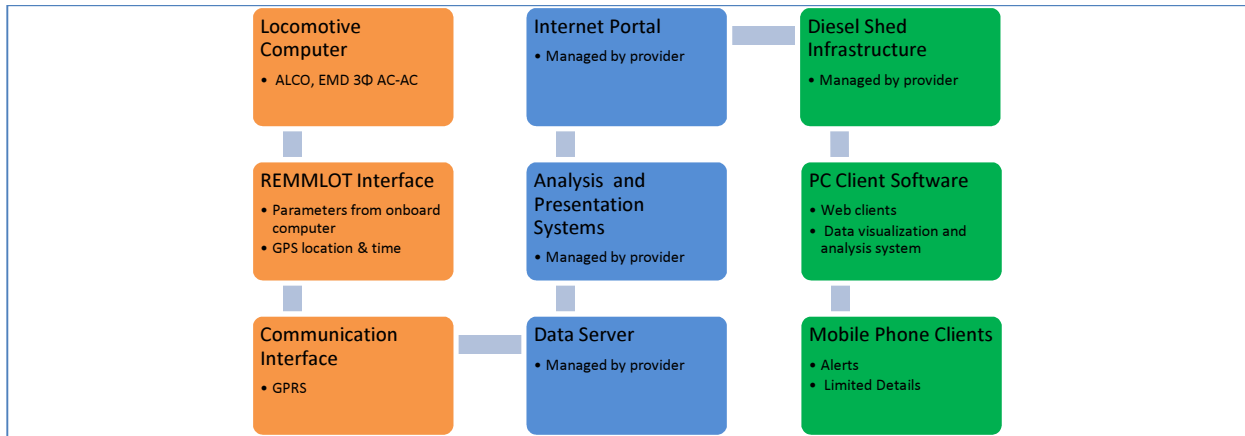 Locomotive
Computer
• ALCO, EMD 3Φ AC-AC
REMMLOT Interface
• Parameters from onboard
computer
• GPS location & time
Communication
Interface
• GPRS
Data Server
• Managed by provider
Analysis and
Presentation
Systems
• Managed by provider
Internet Portal
• Managed by provider
Diesel Shed
Infrastructure
• Managed by provider
PC Client Software
• Web clients
• Data visualization and
analysis system
Mobile Phone Clients
• Alerts
• Limited Details